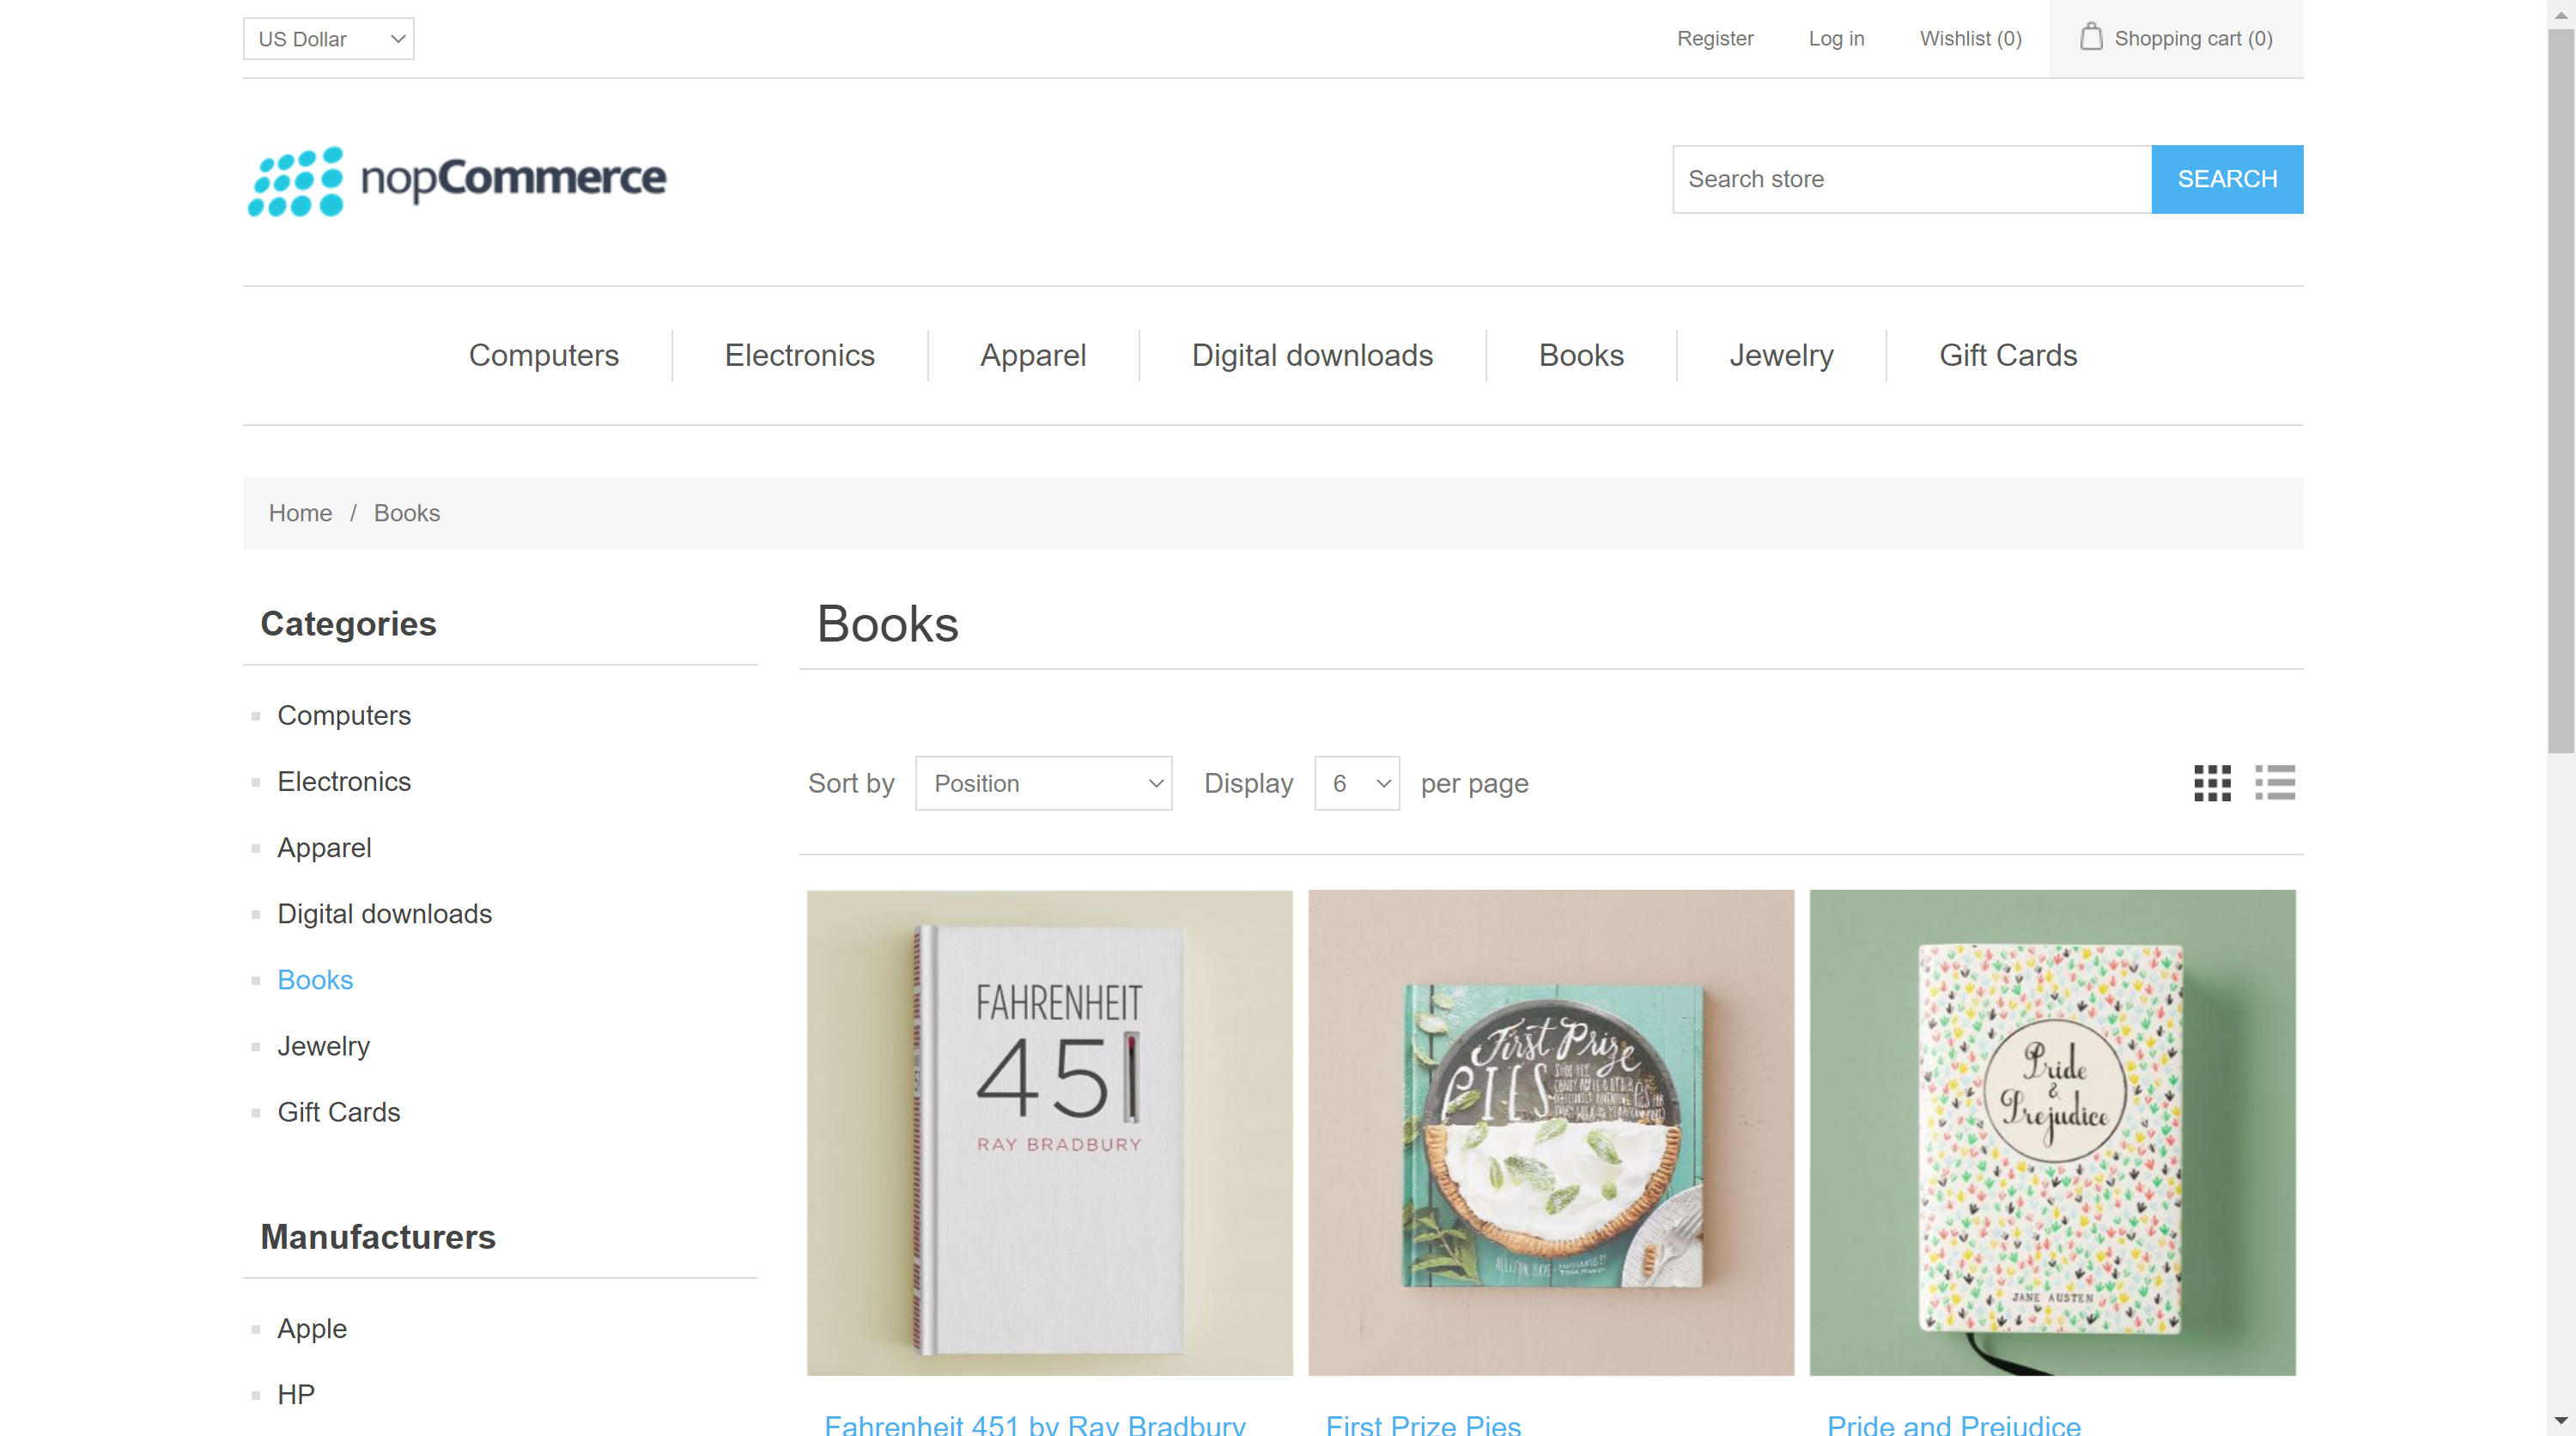 US Dollar
Register
Log in
Wishlist (0)
Shopping cart (0)
nopCommerce
Search store
SEARCH
Computers
Electronics
Apparel
Digital downloads
Books
Jewelry
Gift Cards
Home / Books
Categories
Computers
Electronics
Apparel
Digital downloads
Books
Jewelry
Gift Cards
Manufacturers
Apple
HP
Books
Sort by
Position
Display
6
per page
FAHRENHEIT
451
RAY BRADBURY
First Prize
PIES
Pride
&
Prejudice
JANE AUSTEN
Fahrenheit 451 by Ray Bradbury
First Prize Pies
Pride and Prejudice